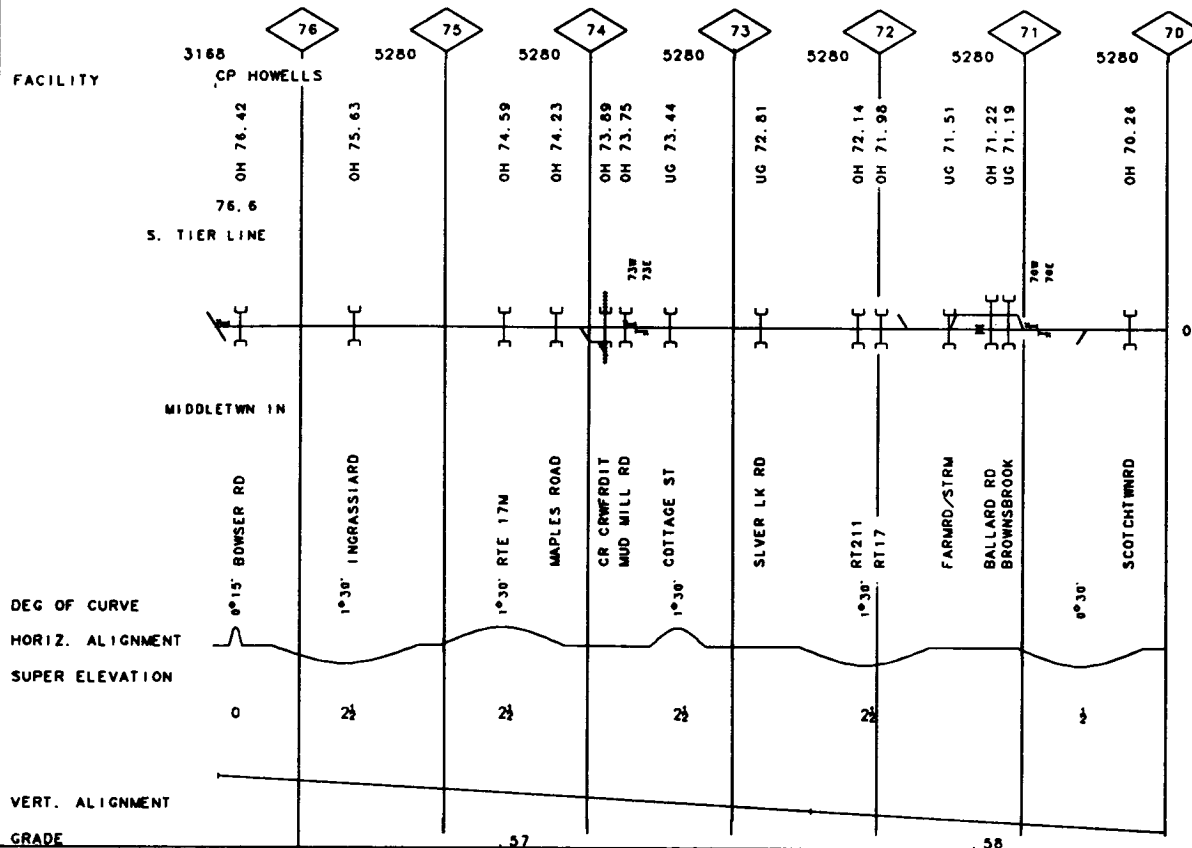 76 75 74 73 72 71 70
3168 5280 5280 5280 5280 5280 5280
FACILITY
CP HOWELLS
OH 76.42
OH 75.63
OH 74.59
OH 74.23
OH 73.89
OH 73.75
UG 73.44
UG 72.81
OH 72.14
OH 71.98
UG 71.51
OH 71.22
UG 71.19
OH 70.26
76.6
S. TIER LINE
73W
73E
70W
70E
0
MIDDLETWN IN
BOWSER RD
INGRASSIARD
RTE 17M
MAPLES ROAD
CR CRWFRDIT
MUD MILL RD
COTTAGE ST
SLVER LK RD
RT211
RT17
FARMRD/STRM
BALLARD RD
BROWNSBROOK
SCOTCHTWNRD
DEG OF CURVE
0°15' 1°30' 1°30' 1°30' 1°30' 0°30'
HORIZ. ALIGNMENT
SUPER ELEVATION
0 2½ 2½ 2½ 2½ ½
VERT. ALIGNMENT
GRADE .57 .58